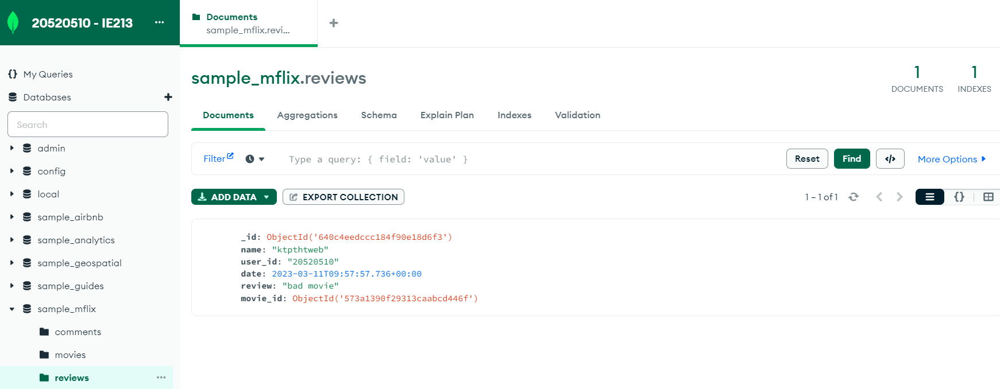 20520510 - IE213
Documents
sample_mflix.revi...
My Queries
Databases
Search
admin
config
local
sample_airbnb
sample_analytics
sample_geospatial
sample_guides
sample_mflix
comments
movies
reviews
sample_mflix.reviews
1
DOCUMENTS
1
INDEXES
Documents Aggregations Schema Explain Plan Indexes Validation
Filter Type a query: { field: 'value' } Reset Find </> More Options
ADD DATA EXPORT COLLECTION 1 – 1 of 1 {}
_id: ObjectId('640c4eedccc184f90e18d6f3')
name: "ktpthtweb"
user_id: "20520510"
date: 2023-03-11T09:57:57.736+00:00
review: "bad movie"
movie_id: ObjectId('573a1390f29313caabcd446f')